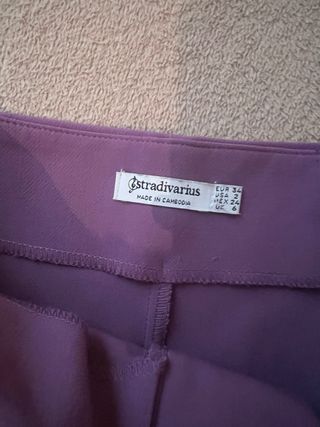 stradivarius
MADE IN CAMBODIA
EUR 34
USA 2
MEX 24
UK 6